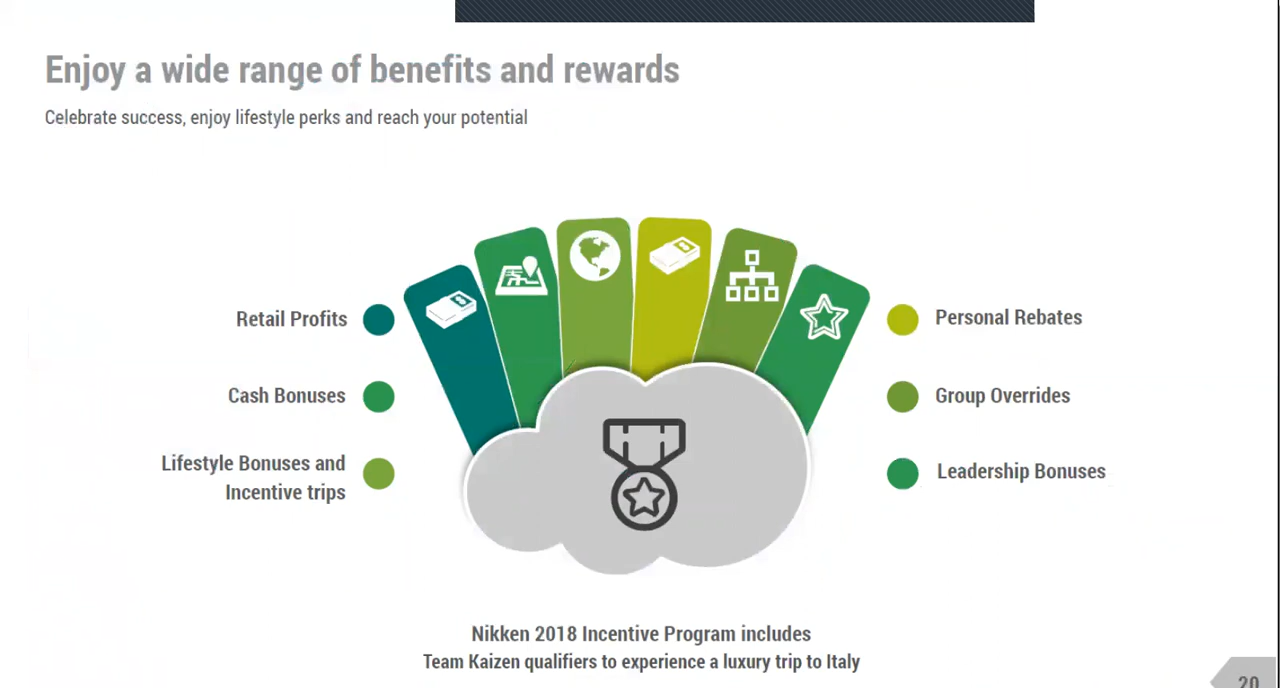 Enjoy a wide range of benefits and rewards
Celebrate success, enjoy lifestyle perks and reach your potential
Retail Profits
Cash Bonuses
Lifestyle Bonuses and
Incentive trips
Personal Rebates
Group Overrides
Leadership Bonuses
Nikken 2018 Incentive Program includes
Team Kaizen qualifiers to experience a luxury trip to Italy
20